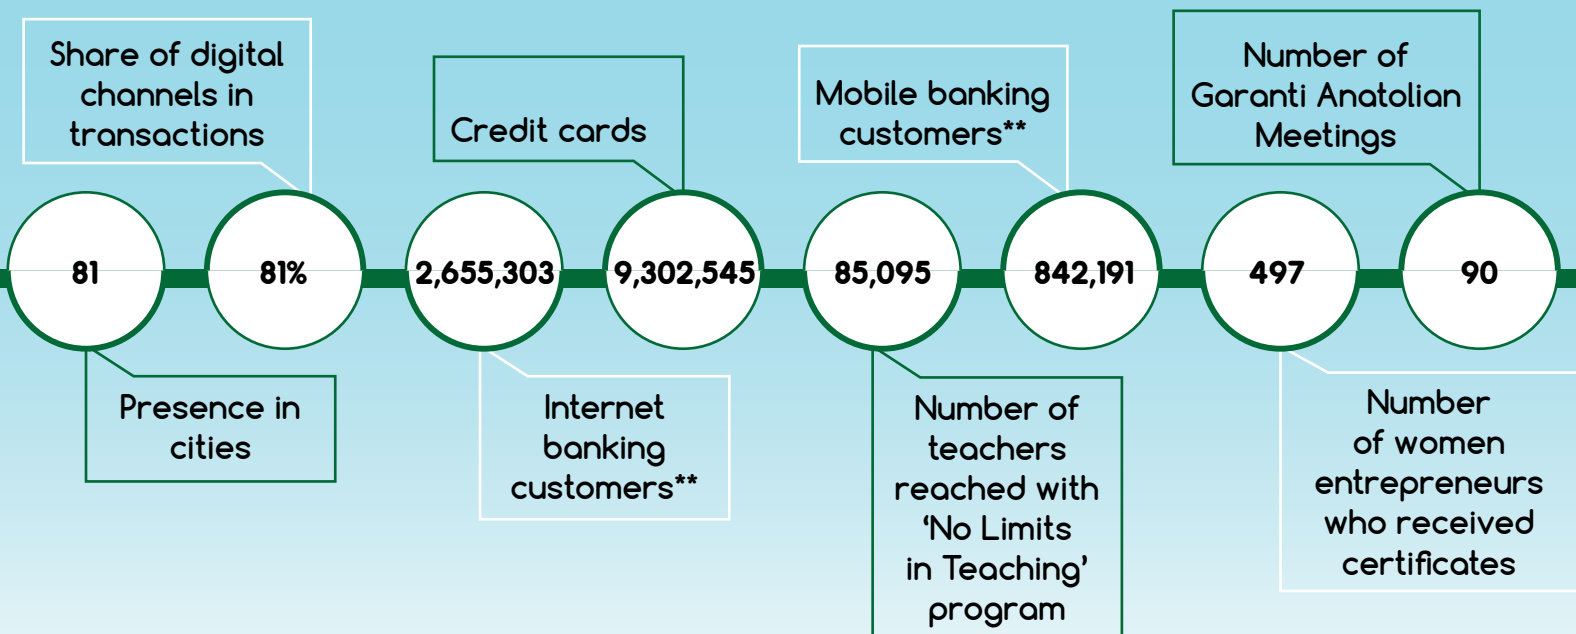 Share of digital
channels in
transactions
Credit cards
Mobile banking
customers**
Number of
Garanti Anatolian
Meetings
81
81%
2,655,303
9,302,545
85,095
842,191
497
90
Presence in
cities
Internet
banking
customers**
Number of
teachers
reached with
‘No Limits
in Teaching’
program
Number
of women
entrepreneurs
who received
certificates